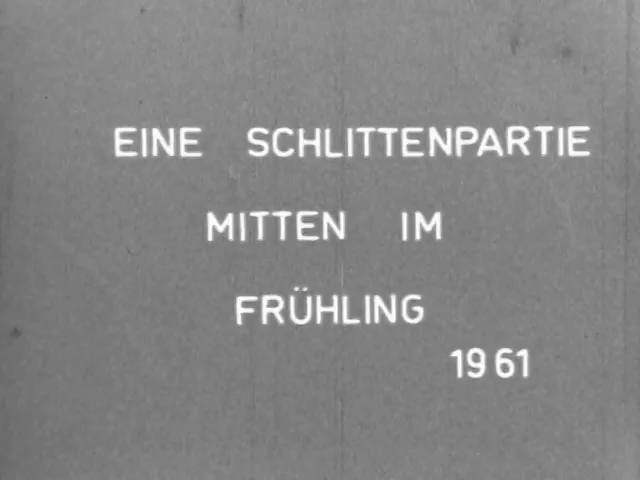 EINE SCHLITTENPARTIE
MITTEN IM
FRÜHLING
1961